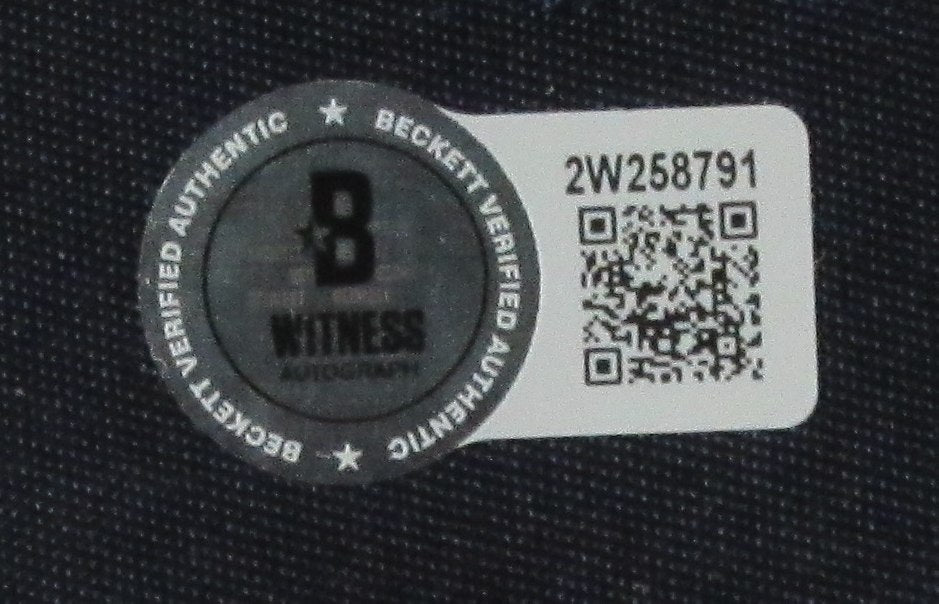 BECKETT VERIFIED AUTHENTIC
BECKETT VERIFIED AUTHENTIC
B
WITNESS
AUTOGRAPH
2W258791